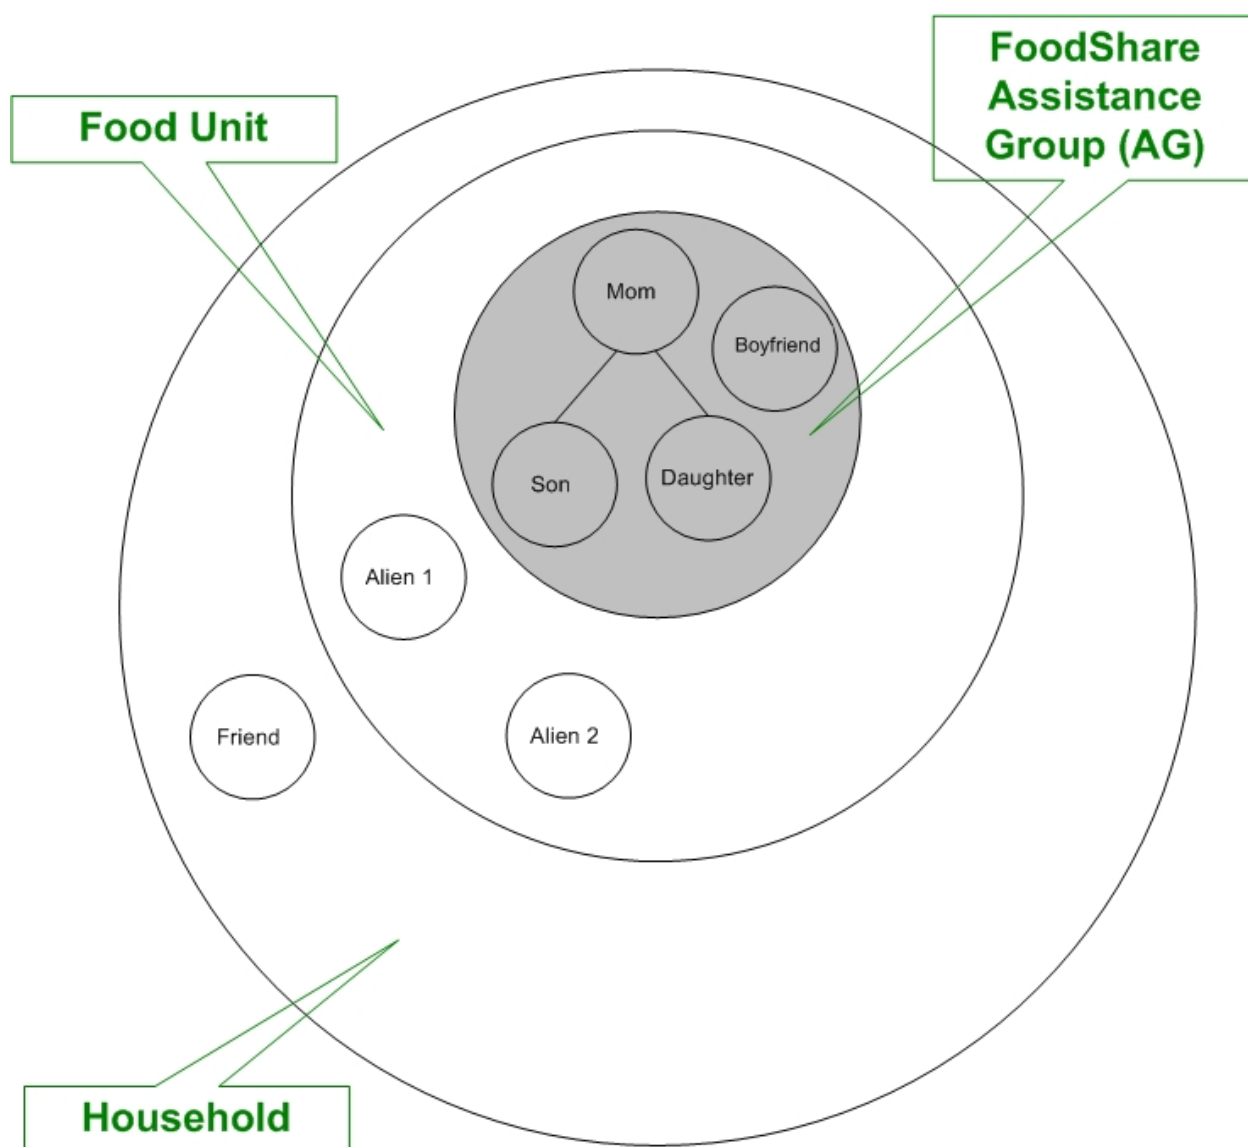 FoodShare
Assistance
Group (AG)
Food Unit
Mom
Boyfriend
Son
Daughter
Alien 1
Friend
Alien 2
Household